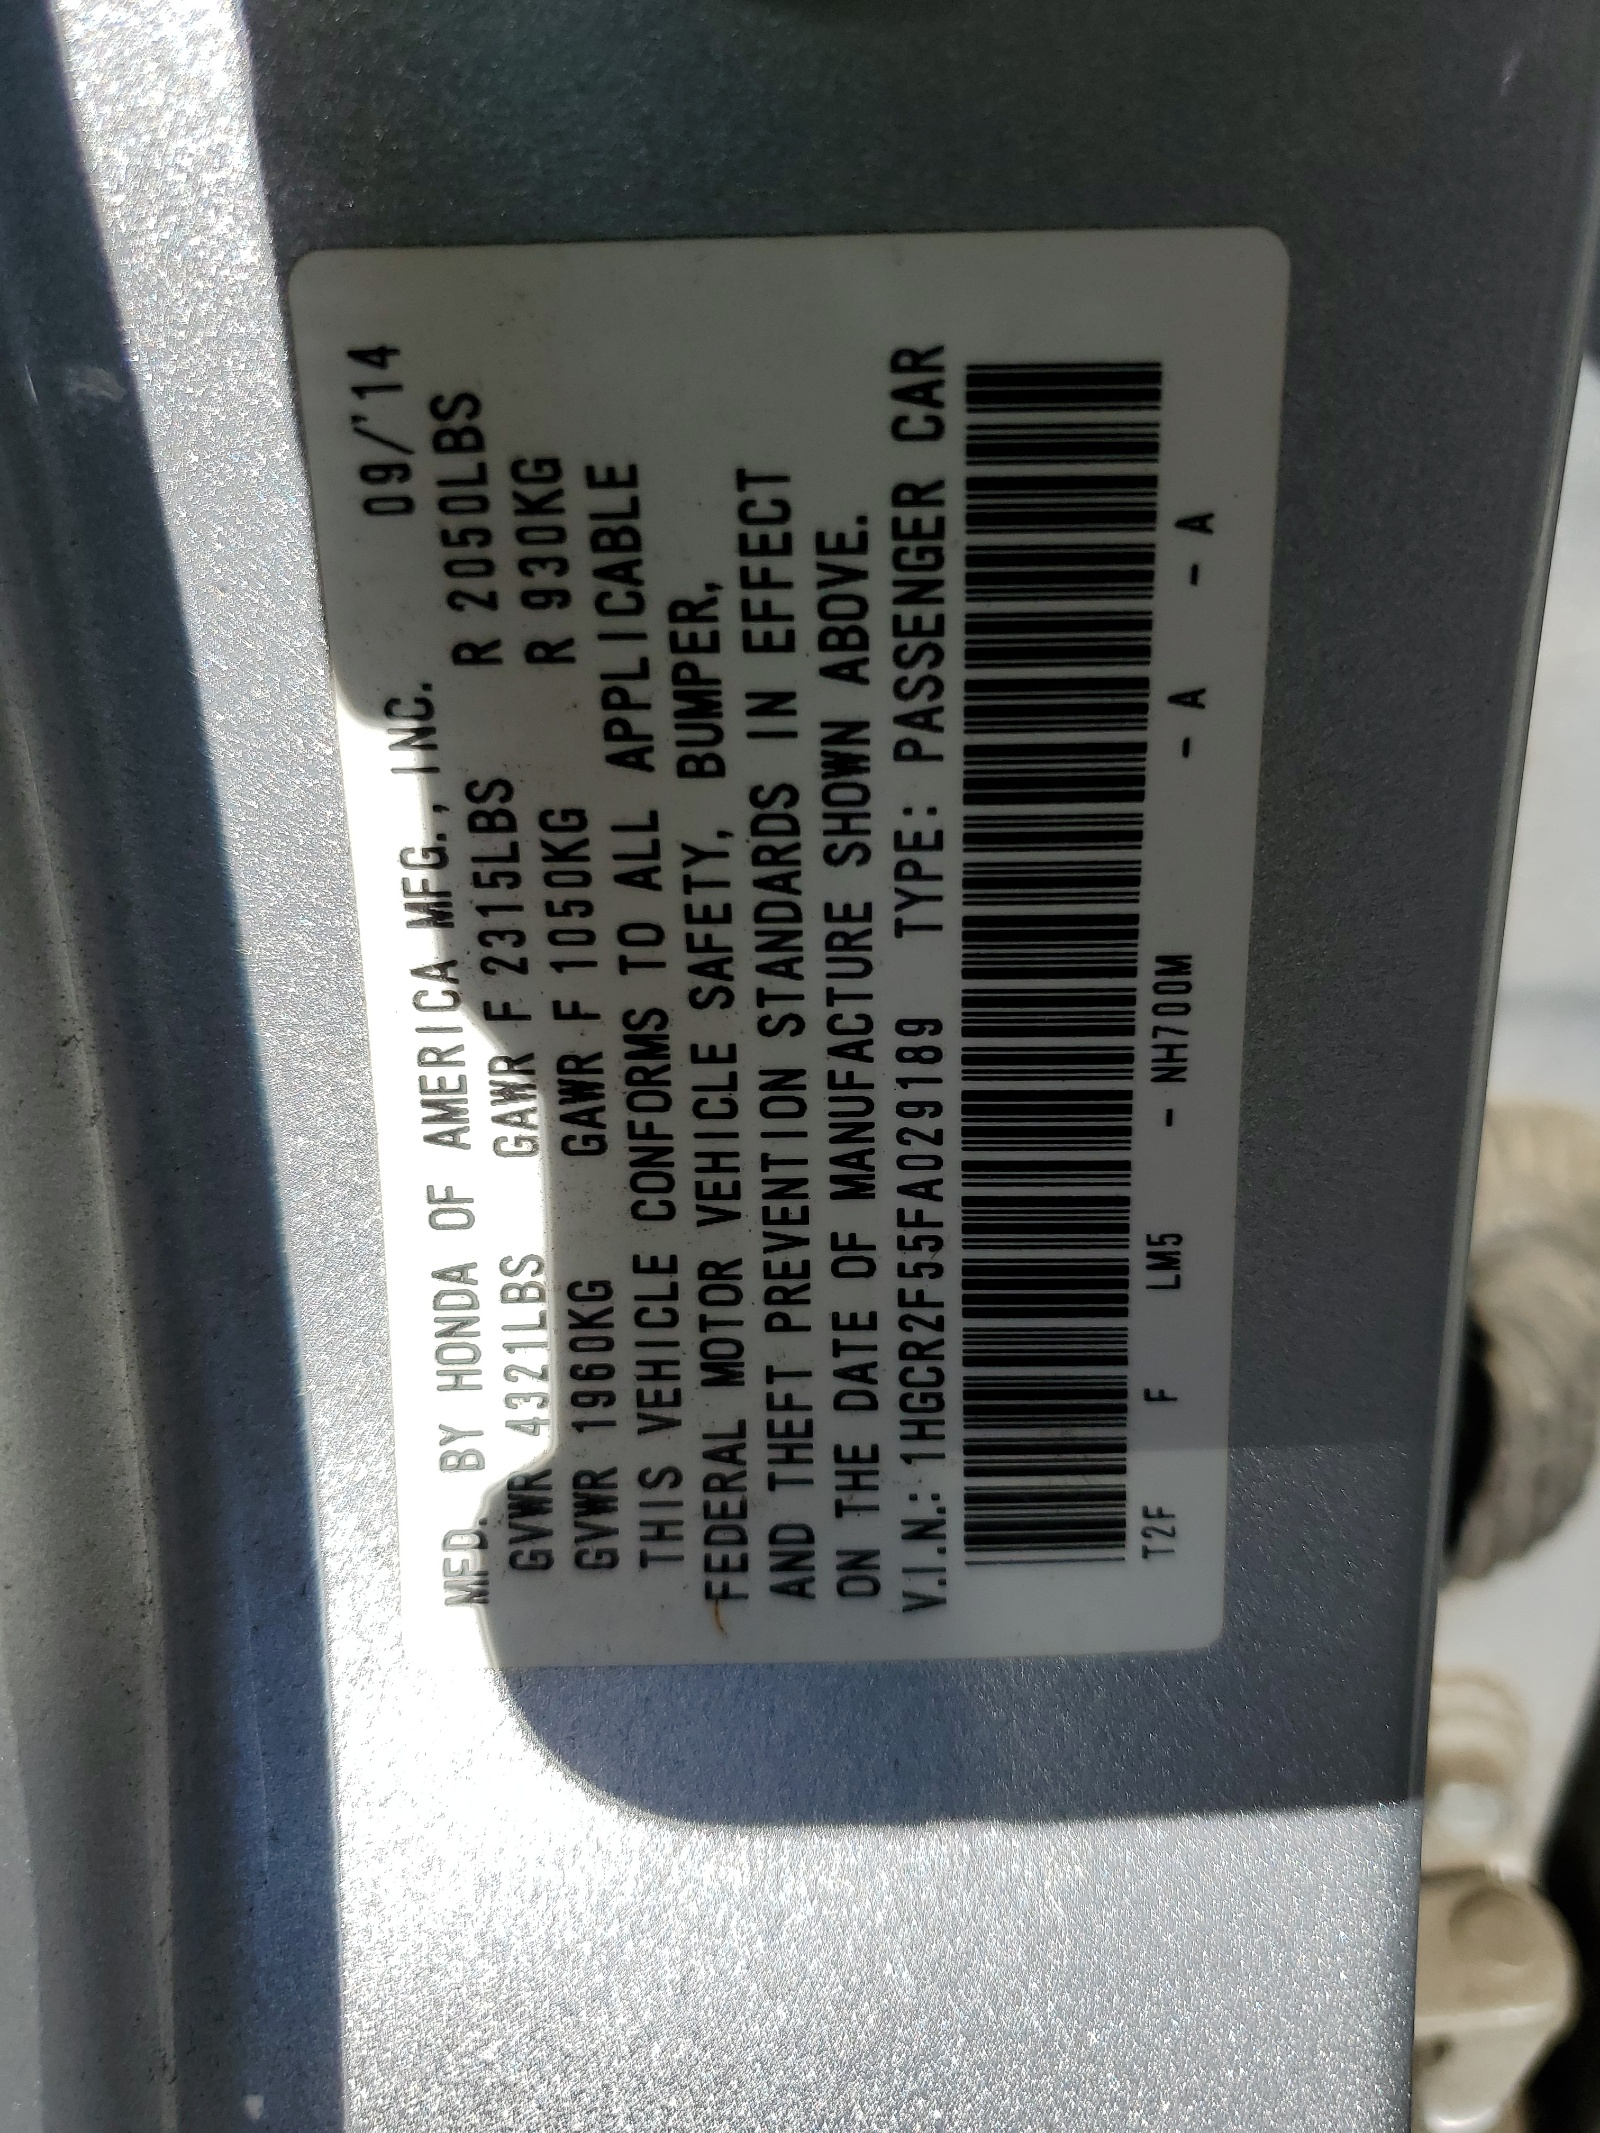 MFD. BY HONDA OF AMERICA MFG., INC. 09/'14
GVWR 4321LBS GAWR F 2315LBS R 2050LBS
GVWR 1960KG GAWR F 1050KG R 930KG
THIS VEHICLE CONFORMS TO ALL APPLICABLE
FEDERAL MOTOR VEHICLE SAFETY, BUMPER,
AND THEFT PREVENTION STANDARDS IN EFFECT
ON THE DATE OF MANUFACTURE SHOWN ABOVE.
V.I.N.: 1HGCR2F55FA029189 TYPE: PASSENGER CAR
T2F F LM5 - NH700M - A - A